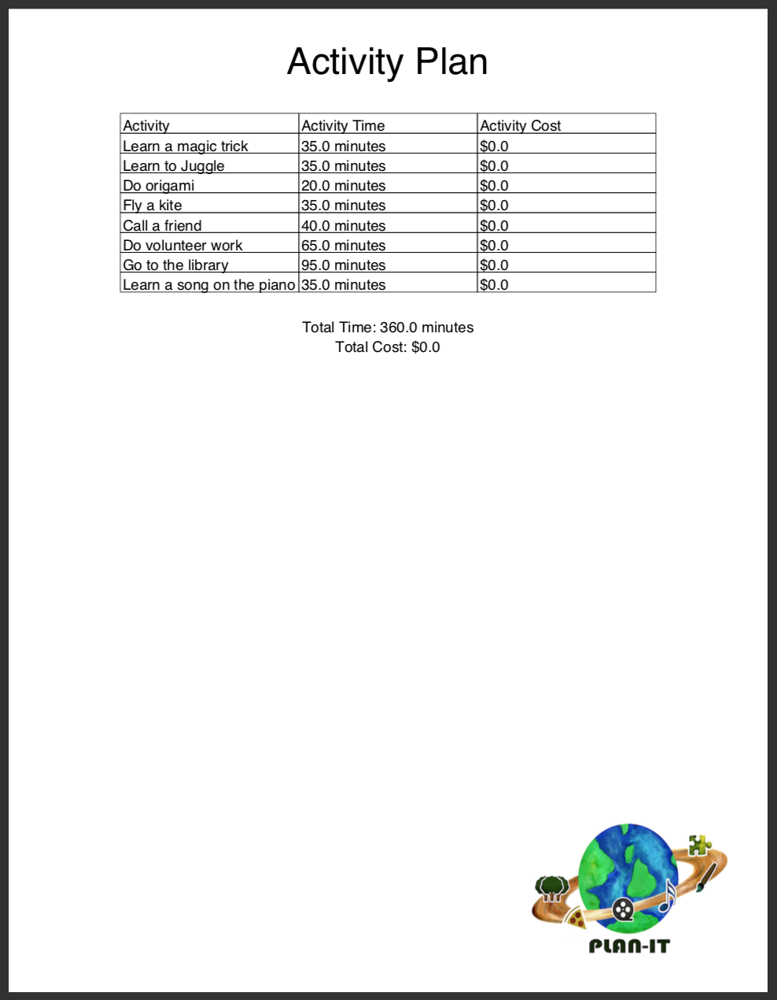 Activity Plan
Activity Activity Time Activity Cost
Learn a magic trick 35.0 minutes $0.0
Learn to Juggle 35.0 minutes $0.0
Do origami 20.0 minutes $0.0
Fly a kite 35.0 minutes $0.0
Call a friend 40.0 minutes $0.0
Do volunteer work 65.0 minutes $0.0
Go to the library 95.0 minutes $0.0
Learn a song on the piano 35.0 minutes $0.0
Total Time: 360.0 minutes
Total Cost: $0.0
PLAN-IT